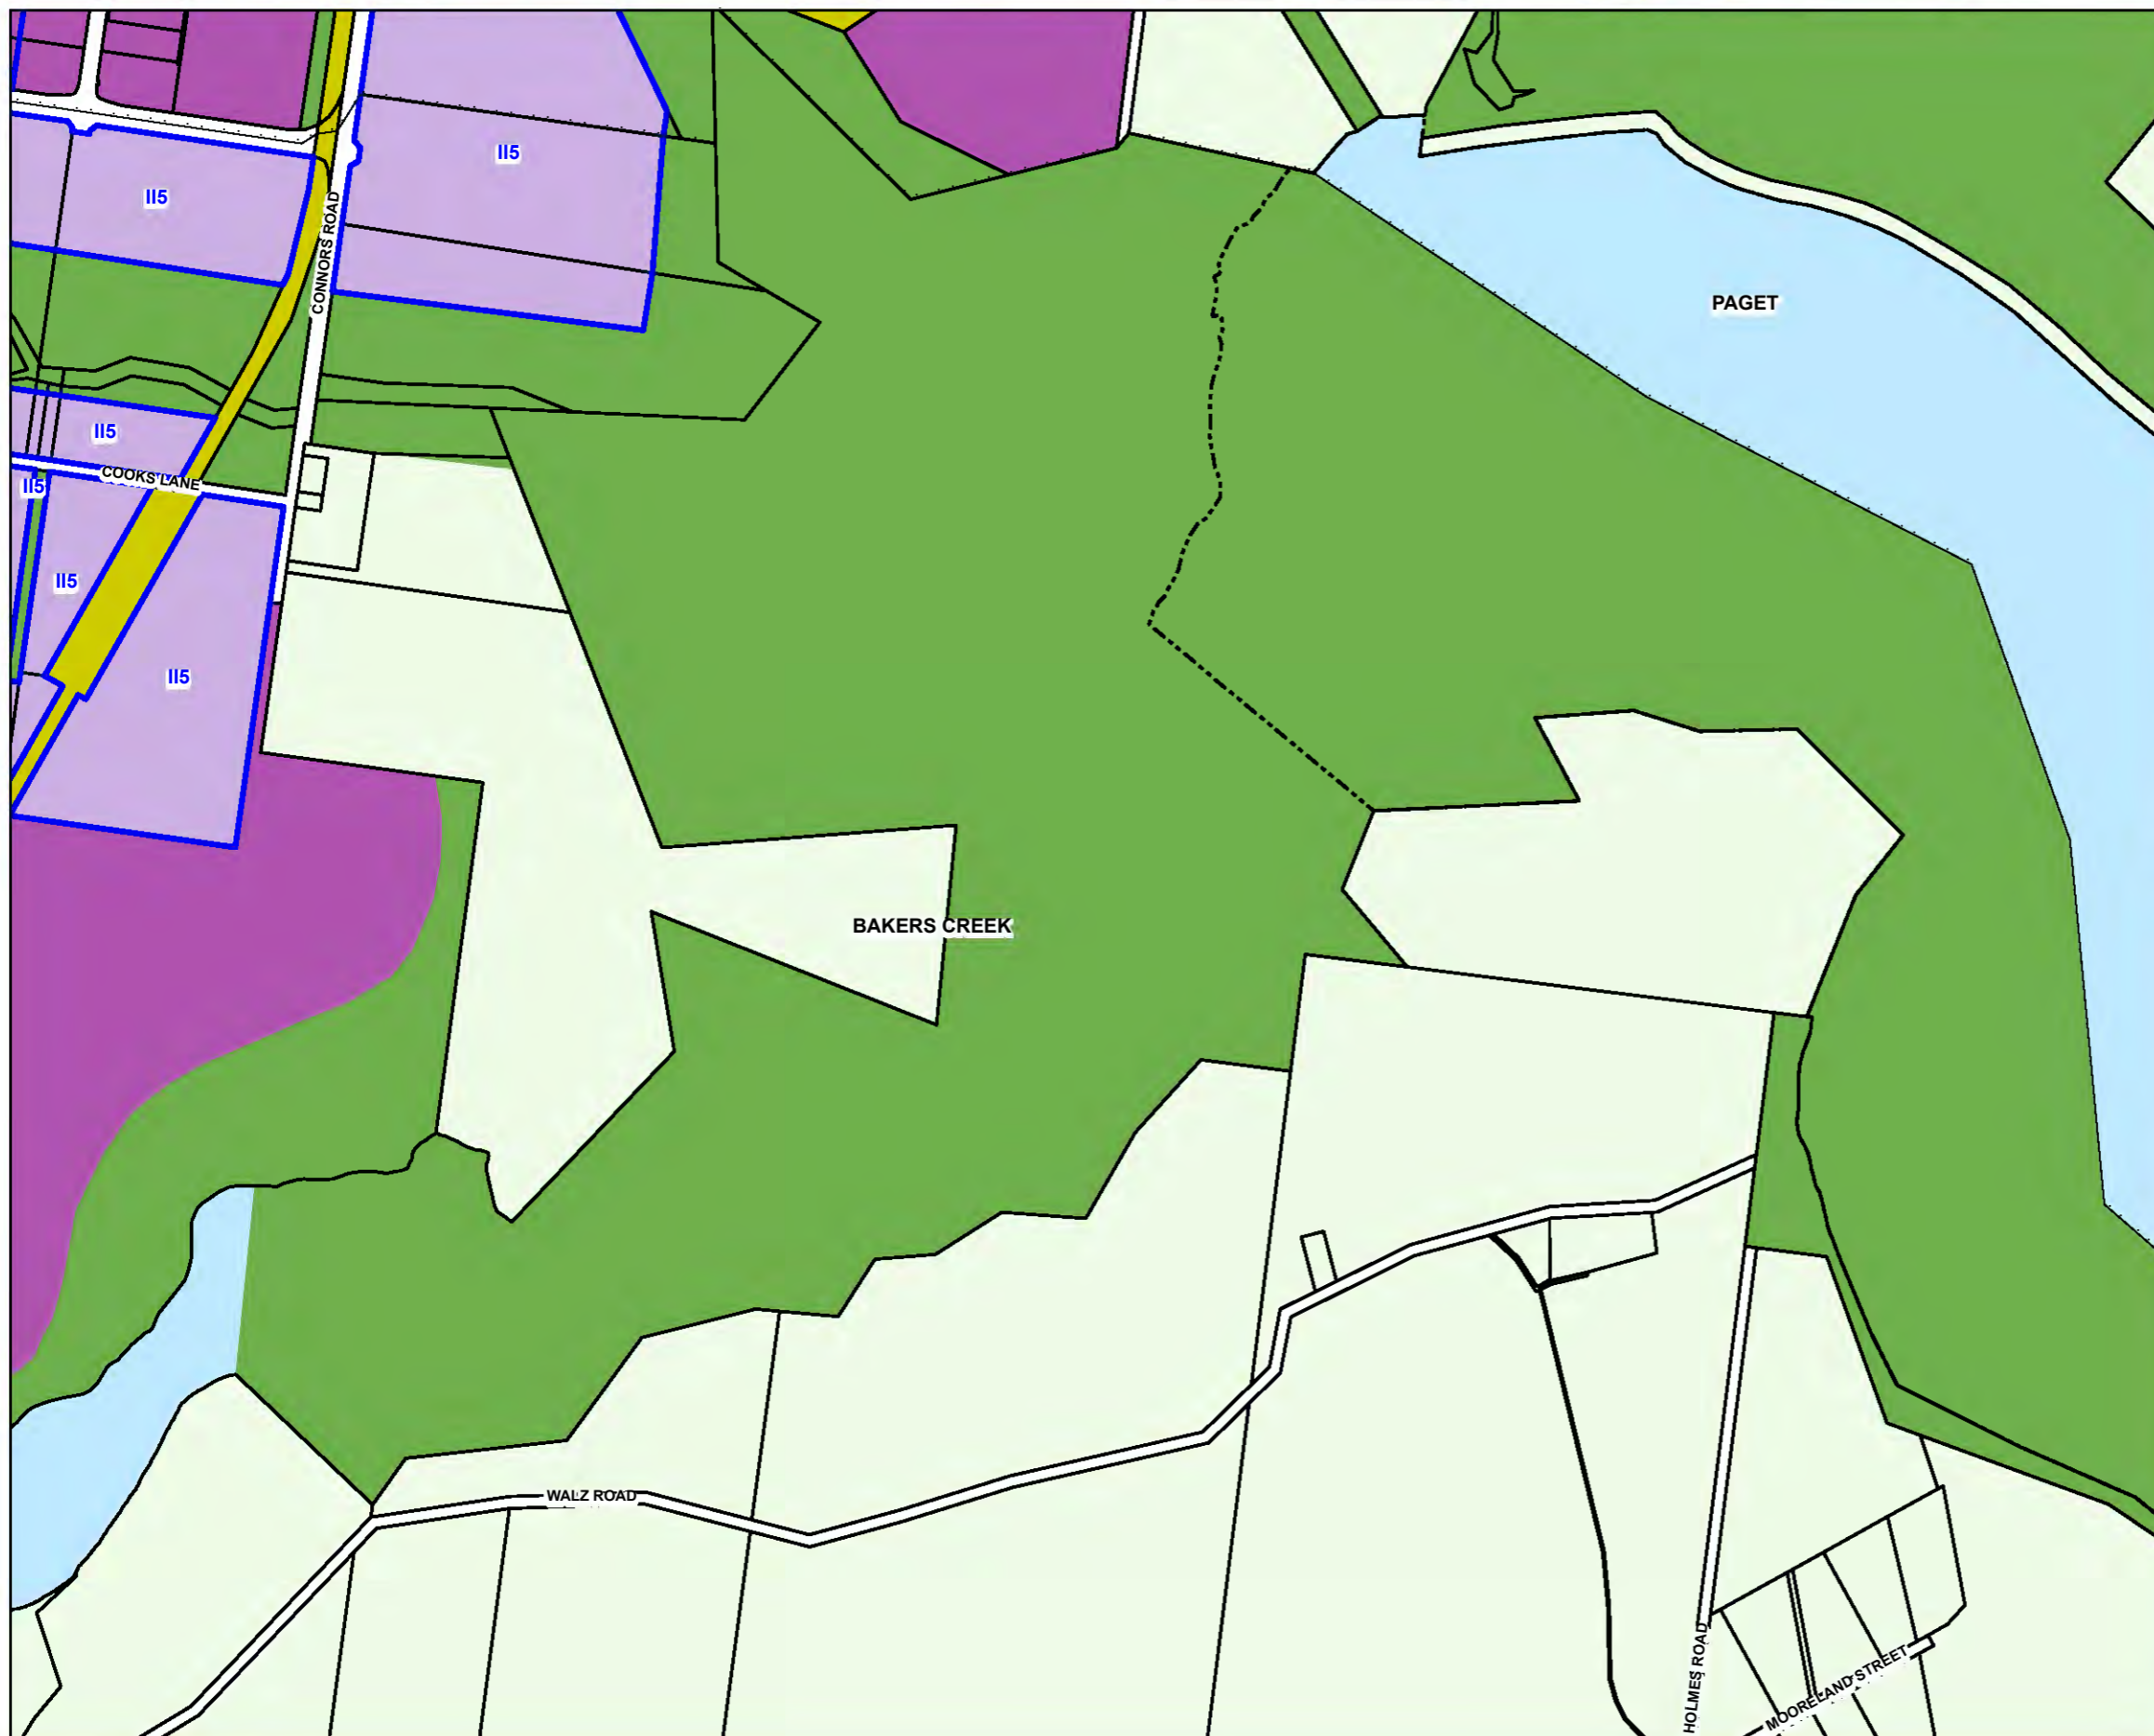 II5
II5
CONNORS ROAD
PAGET
II5
COOKS LANE
II5
II5
II5
BAKERS CREEK
WALZ ROAD
HOLMES ROAD
MOORELAND STREET